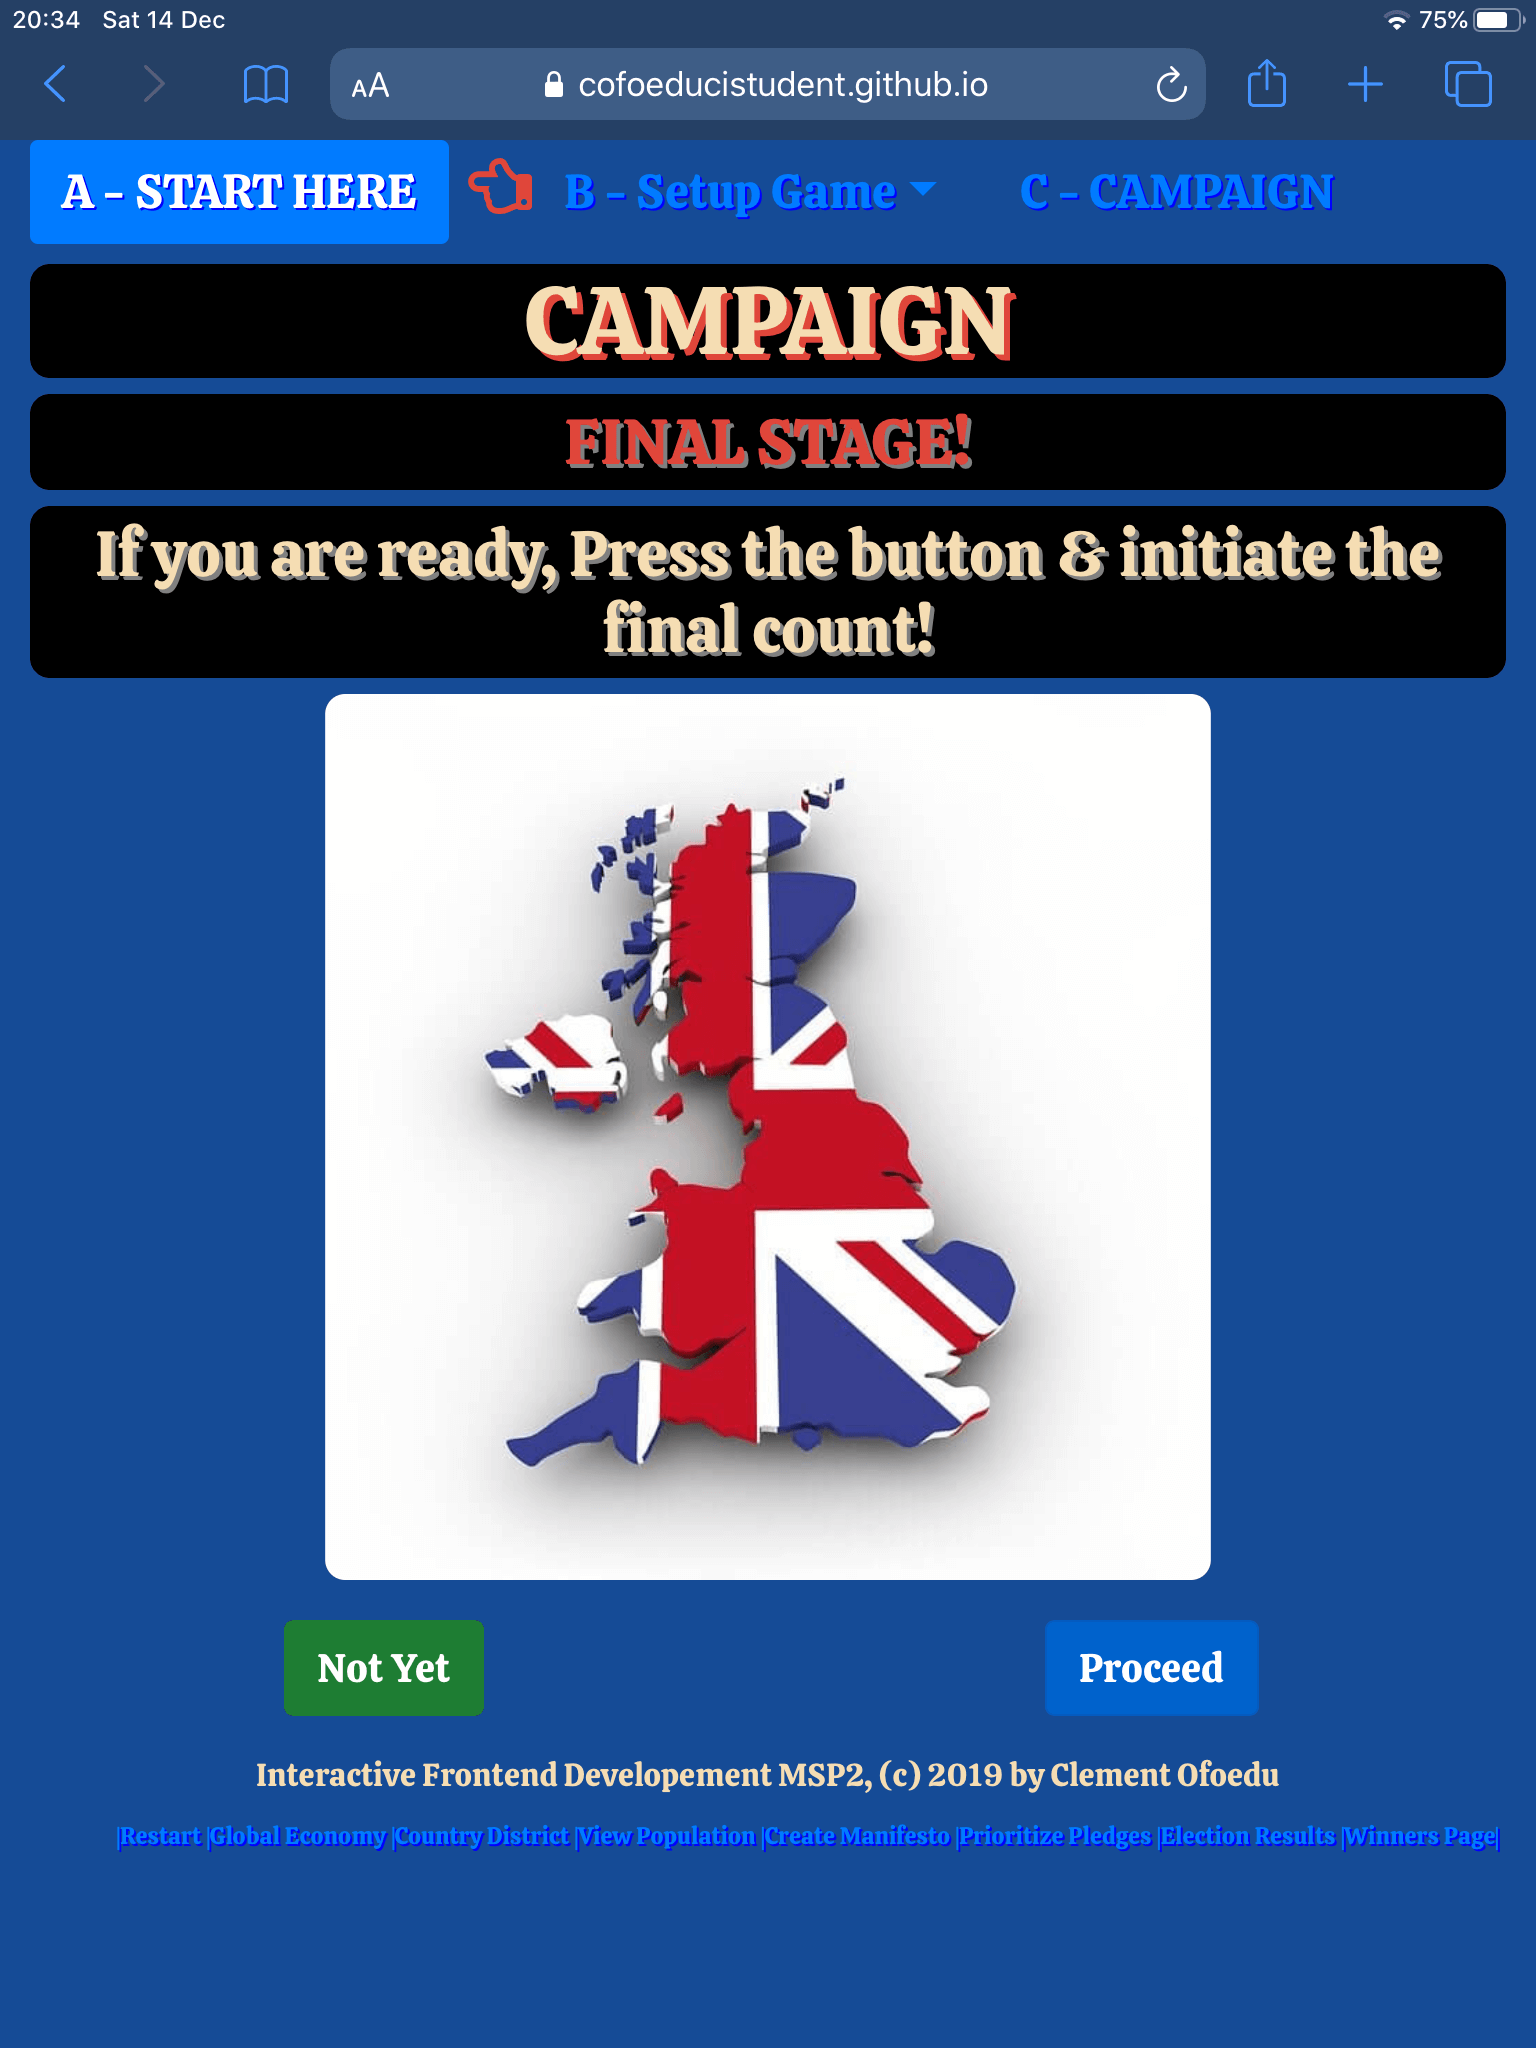 20:34 Sat 14 Dec 75%
AA cofoeducistudent.github.io
A - START HERE B - Setup Game C - CAMPAIGN
CAMPAIGN
FINAL STAGE!
If you are ready, Press the button & initiate the
final count!
Not Yet Proceed
Interactive Frontend Developement MSP2, (c) 2019 by Clement Ofoedu
|Restart |Global Economy |Country District |View Population |Create Manifesto |Prioritize Pledges |Election Results |Winners Page|